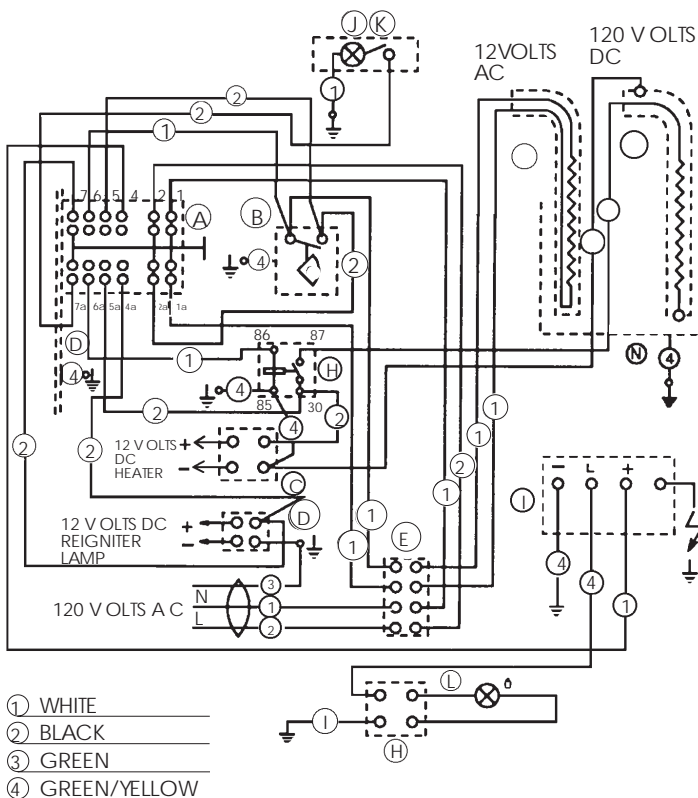 J K
12VOLTS
AC
120 V OLTS
DC
2
2
1
1
7 6 5 4 2 1
A
B
4
2
7a 6a 5a 4a 2a 1a
D
86 87
1
H
4
4
85 30
N
4
2
2
2
4
2
1
1
1
2
12 V OLTS
DC
HEATER
+
−
C
1
1
I
− L +
12 V OLTS DC
REIGNITER
LAMP
+
−
D
E
4
4
1
120 V OLTS A C
N
L
3
1
2
L
I
H
1 WHITE
2 BLACK
3 GREEN
4 GREEN/YELLOW